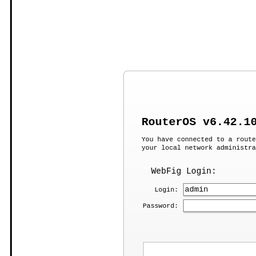 RouterOS v6.42.10
You have connected to a route
your local network administra
WebFig Login:
Login: admin
Password: